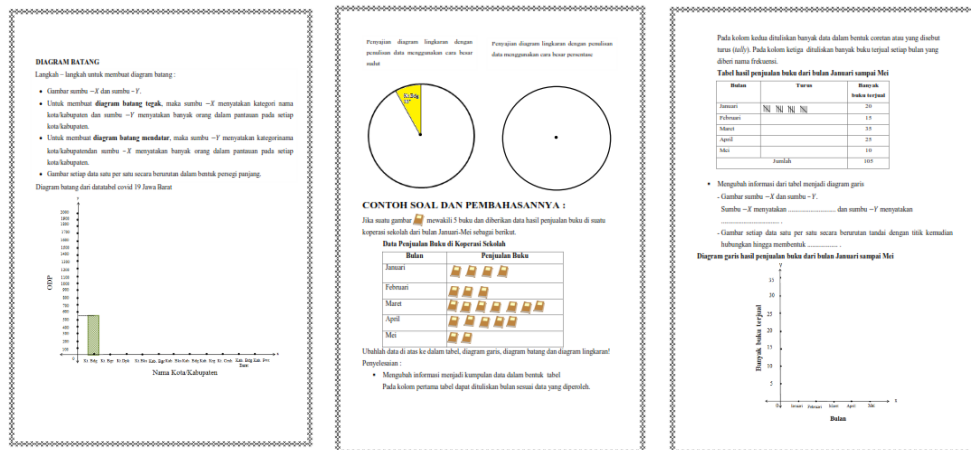 DIAGRAM BATANG
Langkah – langkah untuk membuat diagram batang :
• Gambar sumbu −X dan sumbu −Y.
• Untuk membuat diagram batang tegak, maka sumbu −X menyatakan kategori nama
kota/kabupaten dan sumbu −Y menyatakan banyak orang dalam pantauan pada setiap
kota/kabupaten.
• Untuk membuat diagram batang mendatar, maka sumbu −Y menyatakan kategorinama
kota/kabupatendan sumbu −X menyatakan banyak orang dalam pantauan pada setiap
kota/kabupaten.
• Gambar setiap data satu per satu secara berurutan dalam bentuk persegi panjang.
Diagram batang dari datatabel covid 19 Jawa Barat
ODP
Nama Kota/Kabupaten
Penyajian diagram lingkaran dengan
penulisan data menggunakan cara besar
sudut
Penyajian diagram lingkaran dengan penulisan
data menggunakan cara besar persentase
CONTOH SOAL DAN PEMBAHASANNYA :
Jika suatu gambar mewakili 5 buku dan diberikan data hasil penjualan buku di suatu
koperasi sekolah dari bulan Januari-Mei sebagai berikut.
Data Penjualan Buku di Koperasi Sekolah
Bulan Penjualan Buku
Januari
Februari
Maret
April
Mei
Ubahlah data di atas ke dalam tabel, diagram garis, diagram batang dan diagram lingkaran!
Penyelesaian :
• Mengubah informasi menjadi kumpulan data dalam bentuk tabel
Pada kolom pertama tabel dapat dituliskan bulan sesuai data yang diperoleh.
Pada kolom kedua dituliskan banyak data dalam bentuk coretan atau yang disebut
turus (tally). Pada kolom ketiga dituliskan banyak buku terjual setiap bulan yang
diberi nama frekuensi.
Tabel hasil penjualan buku dari bulan Januari sampai Mei
Bulan Turus Banyak
buku terjual
Januari 20
Februari 15
Maret 35
April 25
Mei 10
Jumlah 105
• Mengubah informasi dari tabel menjadi diagram garis
- Gambar sumbu −X dan sumbu −Y.
Sumbu −X menyatakan ........................... dan sumbu −Y menyatakan
................................ .
- Gambar setiap data satu per satu secara berurutan tandai dengan titik kemudian
hubungkan hingga membentuk ................. .
Diagram garis hasil penjualan buku dari bulan Januari sampai Mei
Y
35
30
25
20
15
10
5
Banyak buku terjual
Januari Februari Maret April Mei X
Bulan